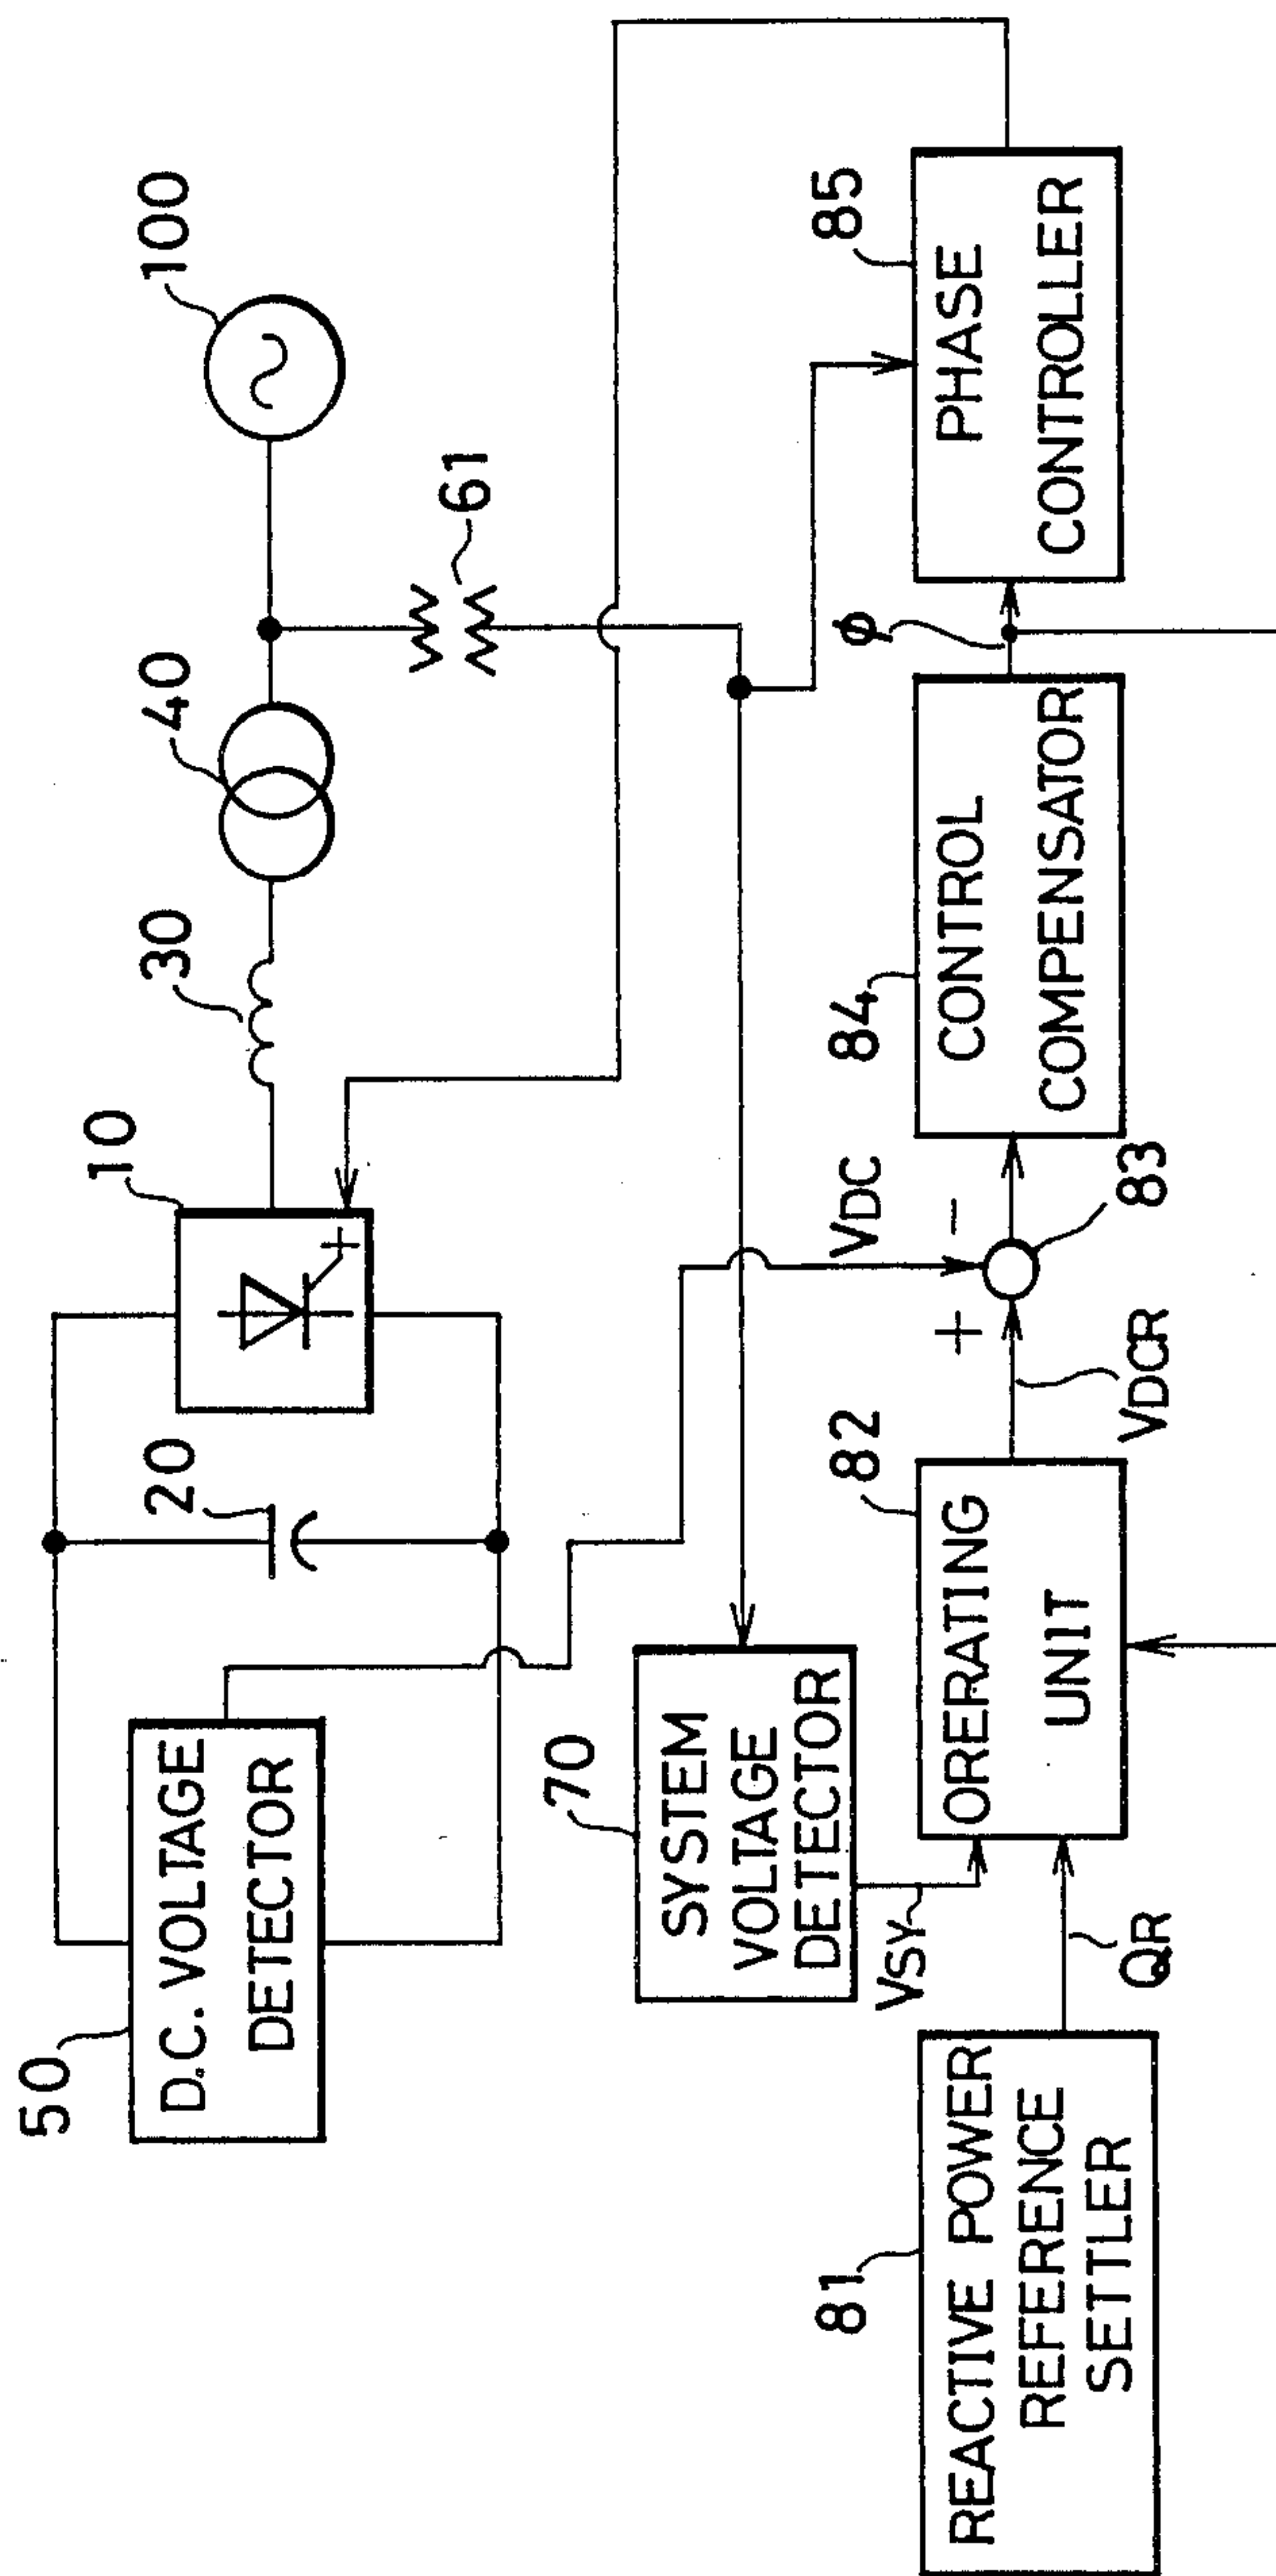 100
40
30
10
20
61
50
D.C. VOLTAGE
DETECTOR
70
SYSTEM
VOLTAGE
DETECTOR
VSY
VDC
+
−
83
VDCR
QR
81
REACTIVE POWER
REFERENCE
SETTLER
82
ORERATING
UNIT
84
CONTROL
COMPENSATOR
ϕ
85
PHASE
CONTROLLER